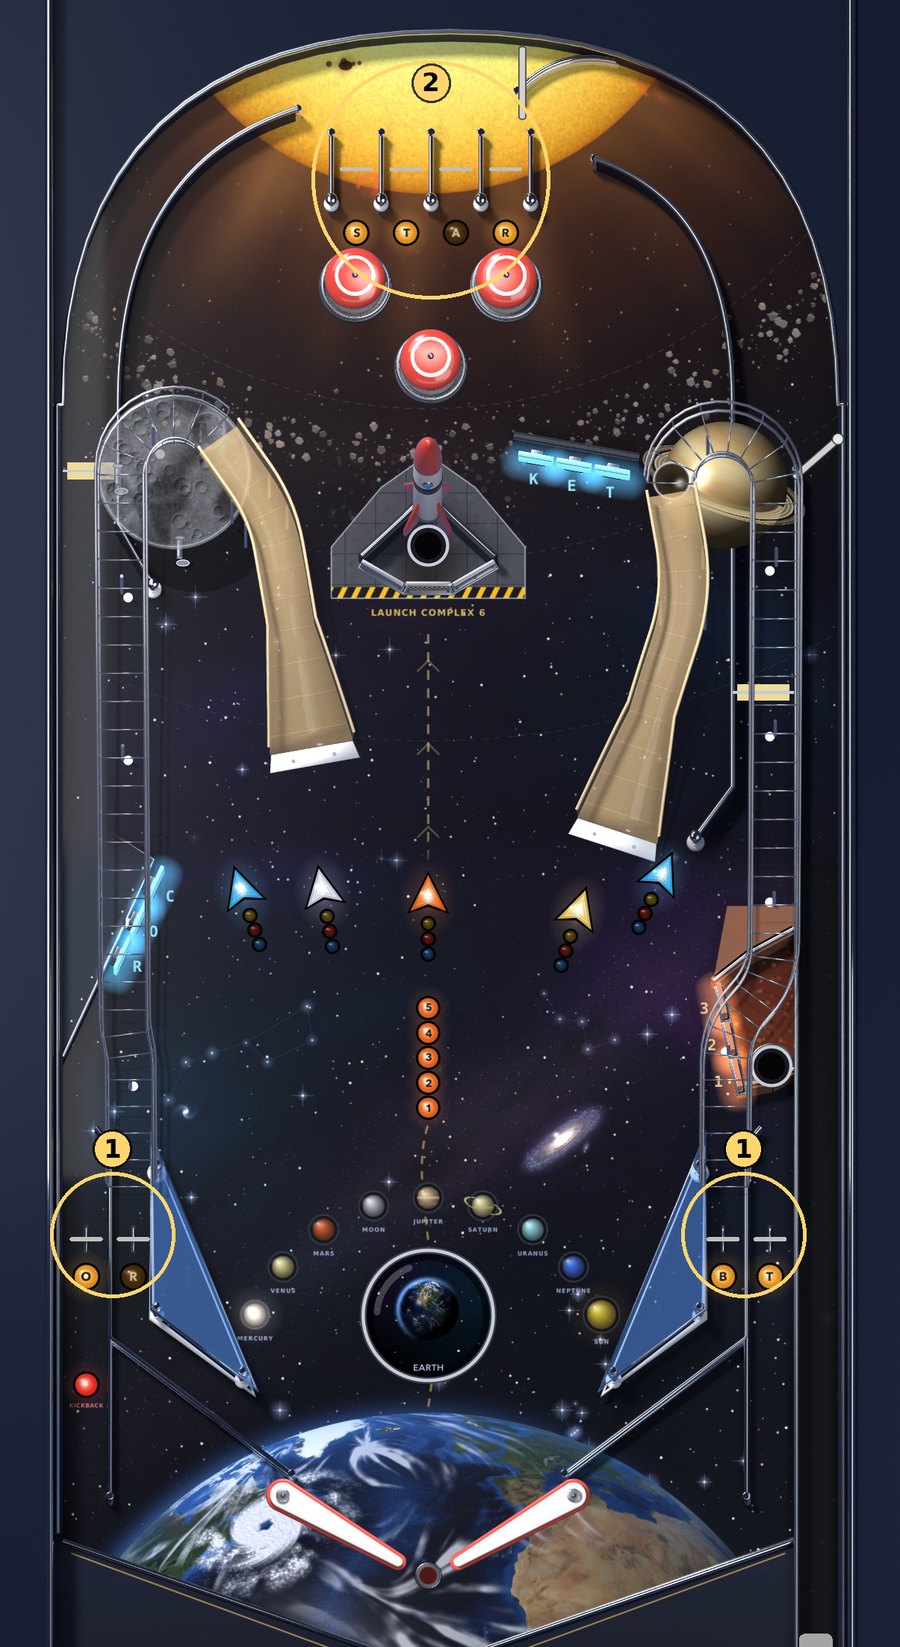 2
S T A R
K E T
LAUNCH COMPLEX 6
C
O
R
5
4
3
2
1
3
2
1
1
1
JUPITER
MOON
SATURN
MARS
URANUS
VENUS
NEPTUNE
MERCURY
SUN
O R
B T
EARTH
KICKBACK